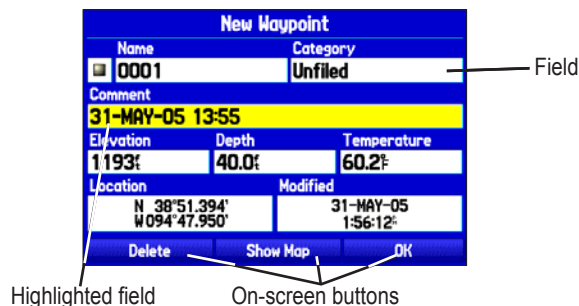 New Waypoint
Name Category
0001 Unfiled
Field
Comment
31-MAY-05 13:55
Elevation Depth Temperature
1193ft 40.0ft 60.2°F
Location Modified
N 38°51.394' 31-MAY-05
W094°47.950' 1:56:12
Delete Show Map OK
Highlighted field On-screen buttons